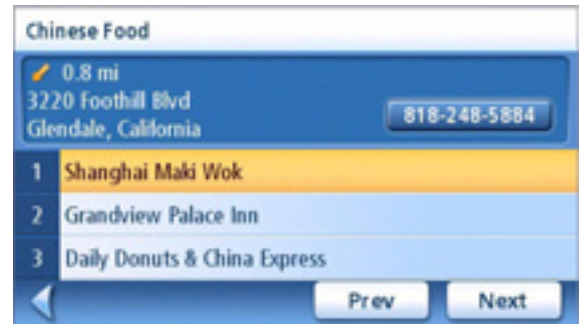 Chinese Food
0.8 mi
3220 Foothill Blvd
Glendale, California
818-248-5884
1 Shanghai Maki Wok
2 Grandview Palace Inn
3 Daily Donuts & China Express
Prev Next